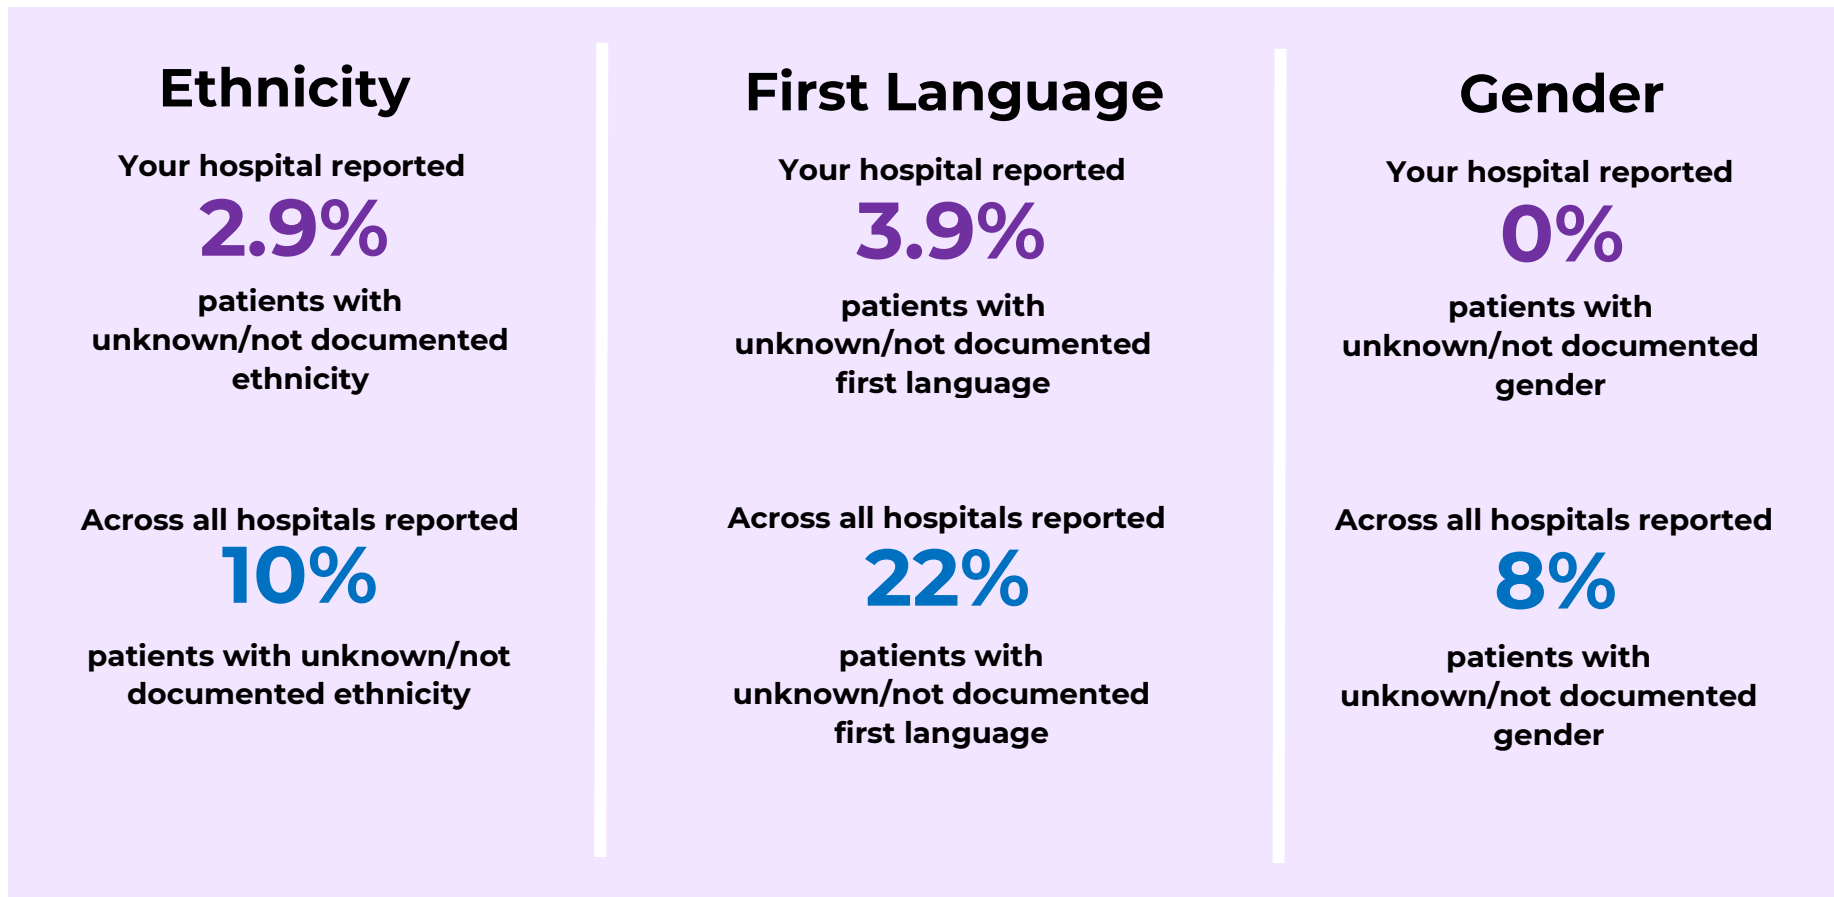 Ethnicity
Your hospital reported
2.9%
patients with
unknown/not documented
ethnicity
Across all hospitals reported
10%
patients with unknown/not
documented ethnicity
First Language
Your hospital reported
3.9%
patients with
unknown/not documented
first language
Across all hospitals reported
22%
patients with
unknown/not documented
first language
Gender
Your hospital reported
0%
patients with
unknown/not documented
gender
Across all hospitals reported
8%
patients with
unknown/not documented
gender